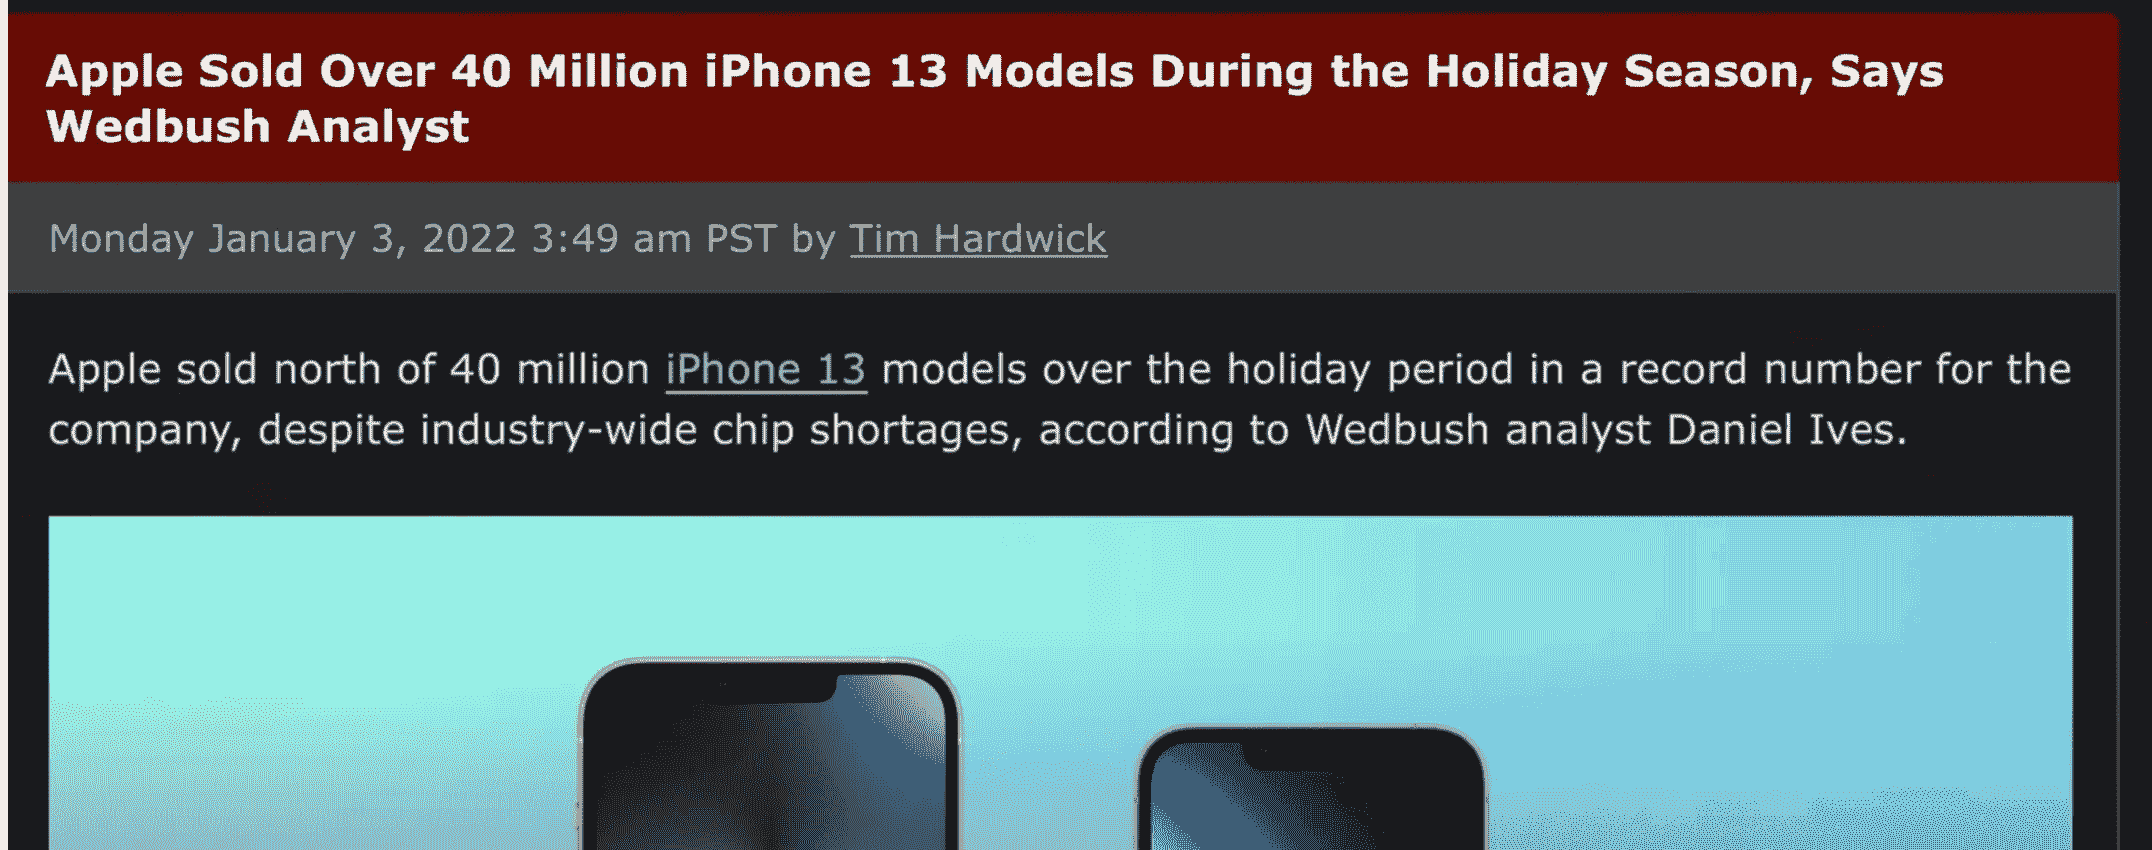 Apple Sold Over 40 Million iPhone 13 Models During the Holiday Season, Says
Wedbush Analyst
Monday January 3, 2022 3:49 am PST by Tim Hardwick
Apple sold north of 40 million iPhone 13 models over the holiday period in a record number for the
company, despite industry-wide chip shortages, according to Wedbush analyst Daniel Ives.